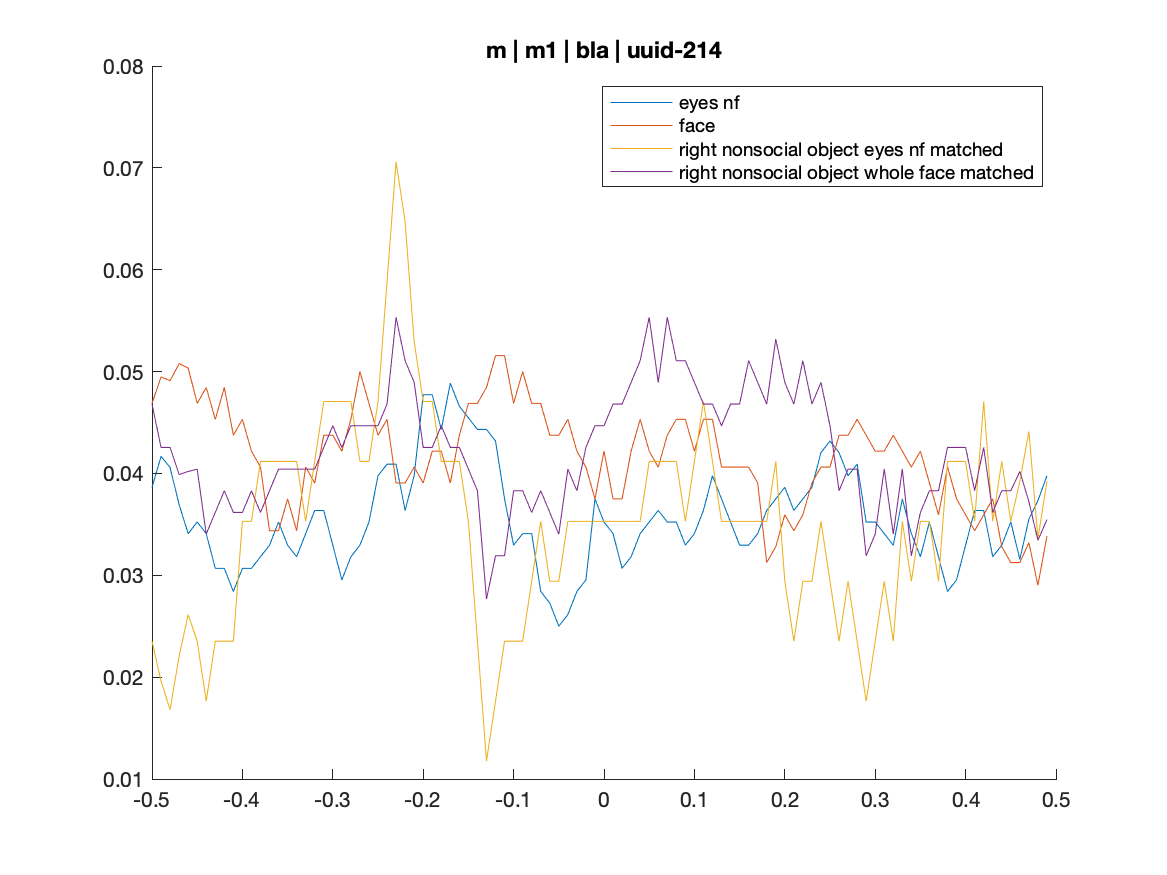 m | m1 | bla | uuid-214
0.08
eyes nf
face
right nonsocial object eyes nf matched
right nonsocial object whole face matched
0.07
0.06
0.05
0.04
0.03
0.02
0.01
-0.5 -0.4 -0.3 -0.2 -0.1 0 0.1 0.2 0.3 0.4 0.5